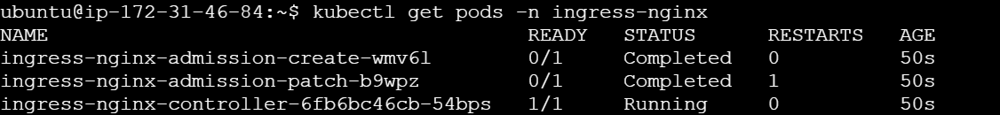 ubuntu@ip-172-31-46-84:~$ kubectl get pods -n ingress-nginx
NAME READY STATUS RESTARTS AGE
ingress-nginx-admission-create-wmv6l 0/1 Completed 0 50s
ingress-nginx-admission-patch-b9wpz 0/1 Completed 1 50s
ingress-nginx-controller-6fb6bc46cb-54bps 1/1 Running 0 50s